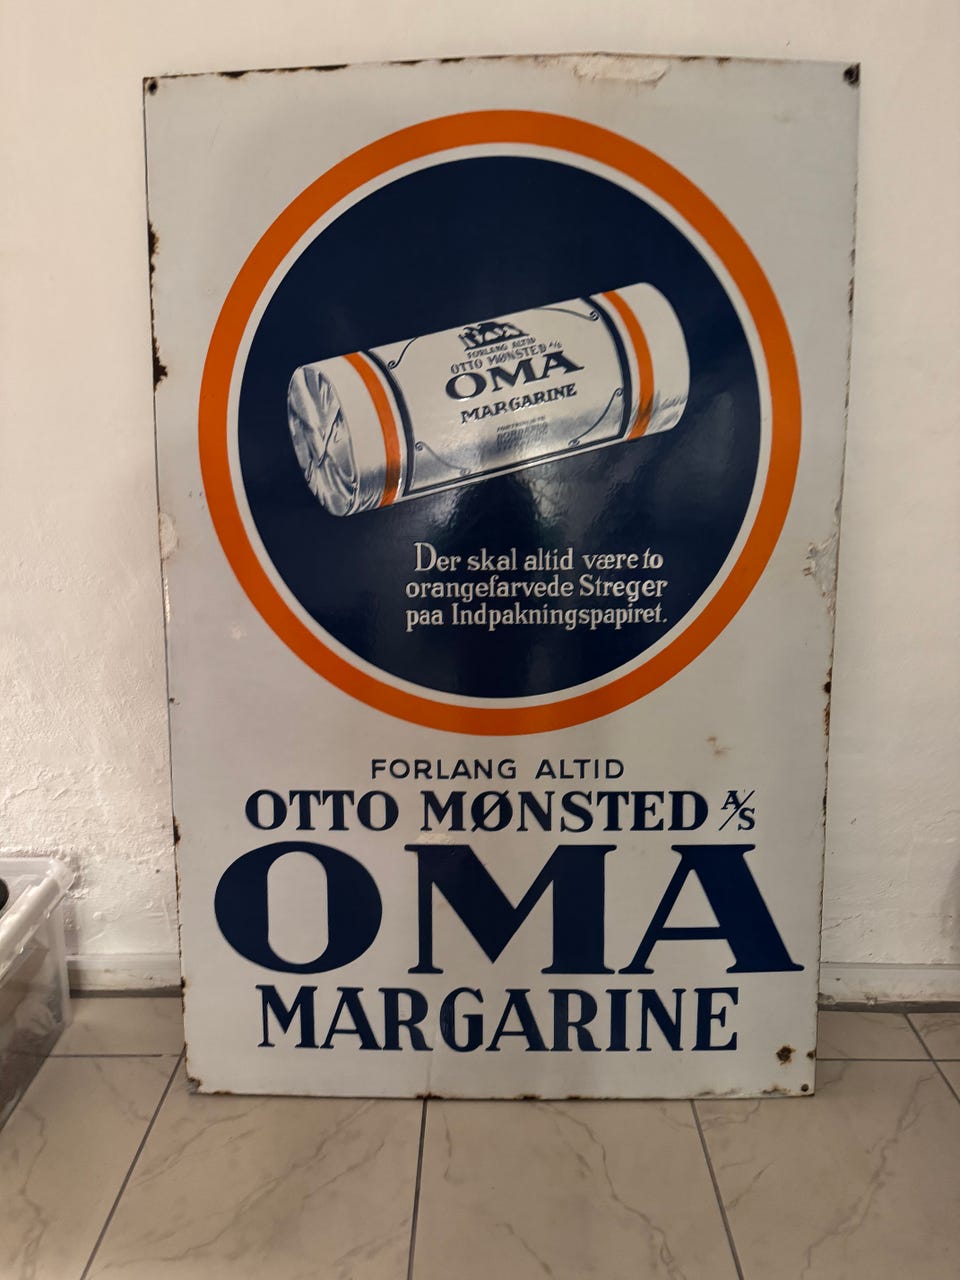 FORLANG ALTID
OTTO MØNSTED A/S
OMA
MARGARINE
Der skal altid være to
orangefarvede Streger
paa Indpakningspapiret.
FORLANG ALTID
OTTO MØNSTED A/S
OMA
MARGARINE